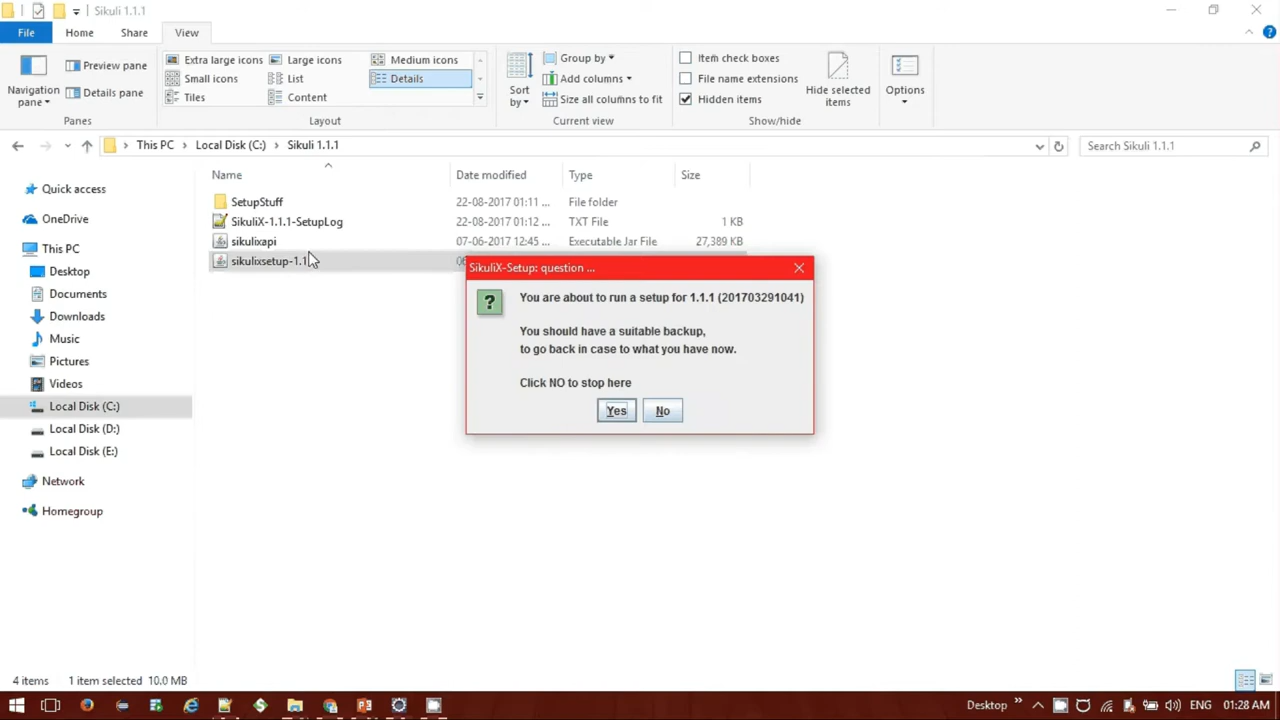 Sikuli 1.1.1
File
Home
Share
View
Navigation pane
Preview pane
Details pane
Panes
Extra large icons
Large icons
Medium icons
Small icons
List
Details
Tiles
Content
Layout
Sort by
Group by
Add columns
Size all columns to fit
Current view
Item check boxes
File name extensions
Hidden items
Hide selected items
Show/hide
Options
This PC
Local Disk (C:)
Sikuli 1.1.1
Search Sikuli 1.1.1
Quick access
OneDrive
This PC
Desktop
Documents
Downloads
Music
Pictures
Videos
Local Disk (C:)
Local Disk (D:)
Local Disk (E:)
Network
Homegroup
Name Date modified Type Size
SetupStuff 22-08-2017 01:11 ... File folder
SikuliX-1.1.1-SetupLog 22-08-2017 01:12 ... TXT File 1 KB
sikulixapi 07-06-2017 12:45 ... Executable Jar File 27,389 KB
sikulixsetup-1.1
SikuliX-Setup: question ...
You are about to run a setup for 1.1.1 (201703291041)
You should have a suitable backup,
to go back in case to what you have now.
Click NO to stop here
Yes
No
4 items 1 item selected 10.0 MB
Desktop
ENG
01:28 AM